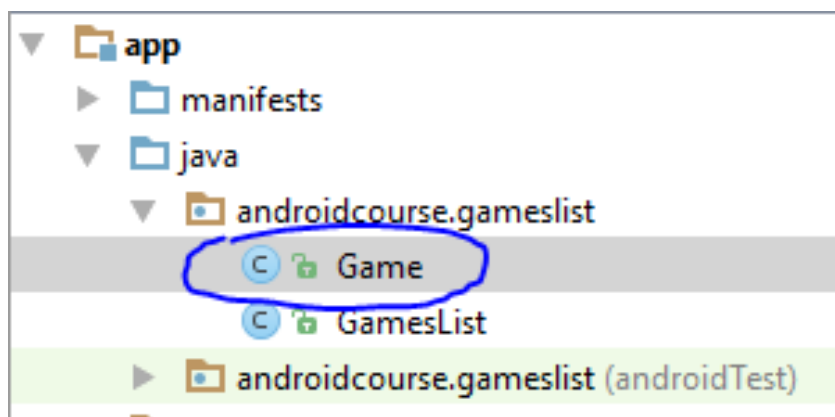 app
manifests
java
androidcourse.gameslist
C Game
C GamesList
androidcourse.gameslist (androidTest)